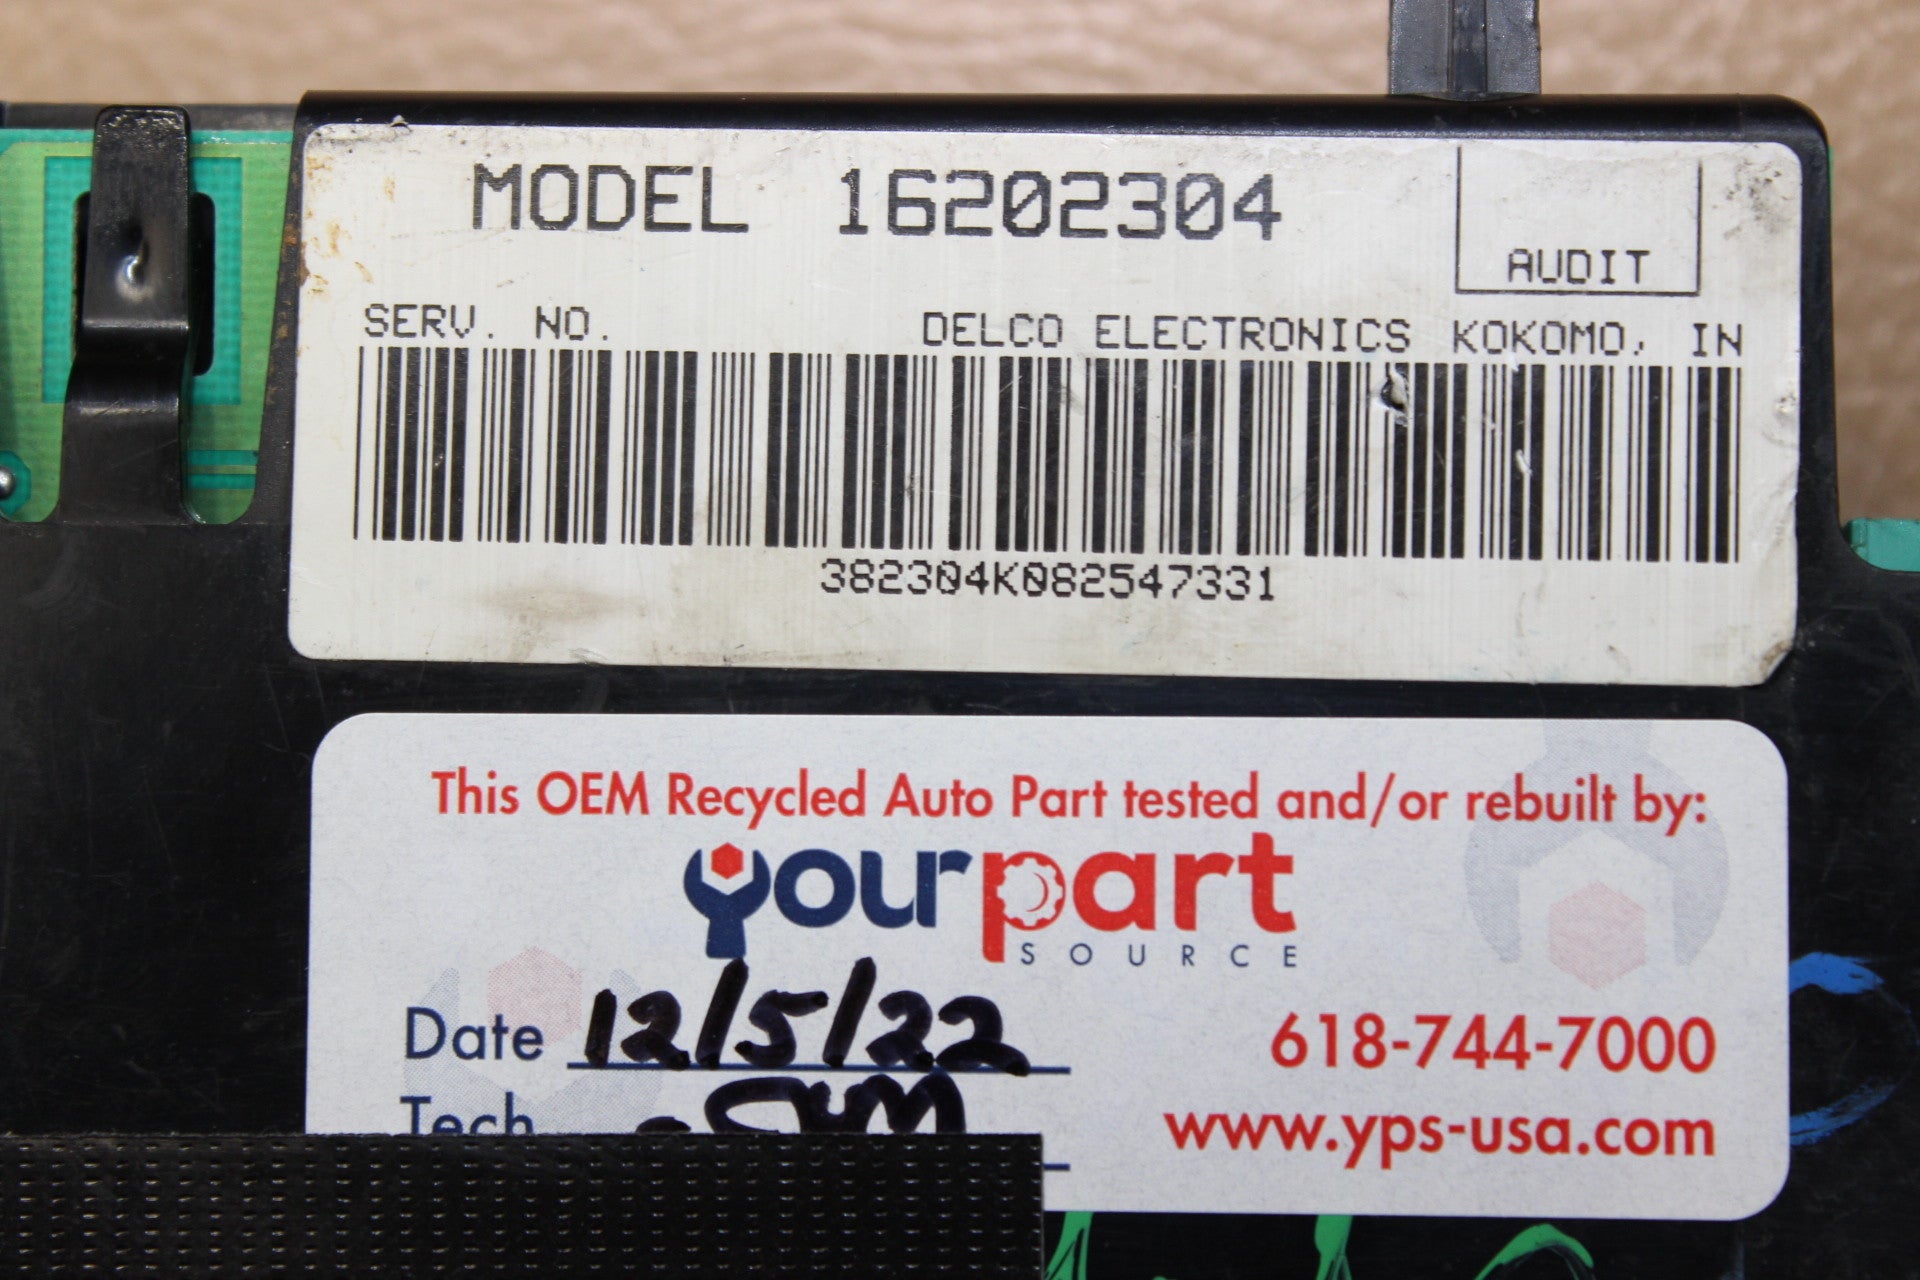 MODEL 16202304
AUDIT
SERV. NO. DELCO ELECTRONICS KOKOMO, IN
382304K082547331
This OEM Recycled Auto Part tested and/or rebuilt by:
yourpart
SOURCE
Date 12/5/22 618-744-7000
Tech
www.yps-usa.com